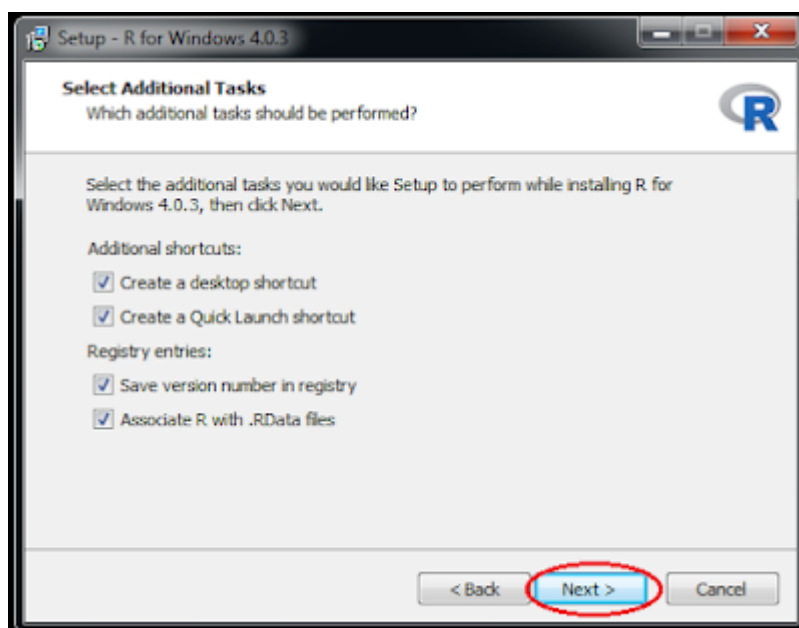 Setup - R for Windows 4.0.3
Select Additional Tasks
Which additional tasks should be performed?
R
Select the additional tasks you would like Setup to perform while installing R for
Windows 4.0.3, then click Next.
Additional shortcuts:
Create a desktop shortcut
Create a Quick Launch shortcut
Registry entries:
Save version number in registry
Associate R with .RData files
< Back Next > Cancel